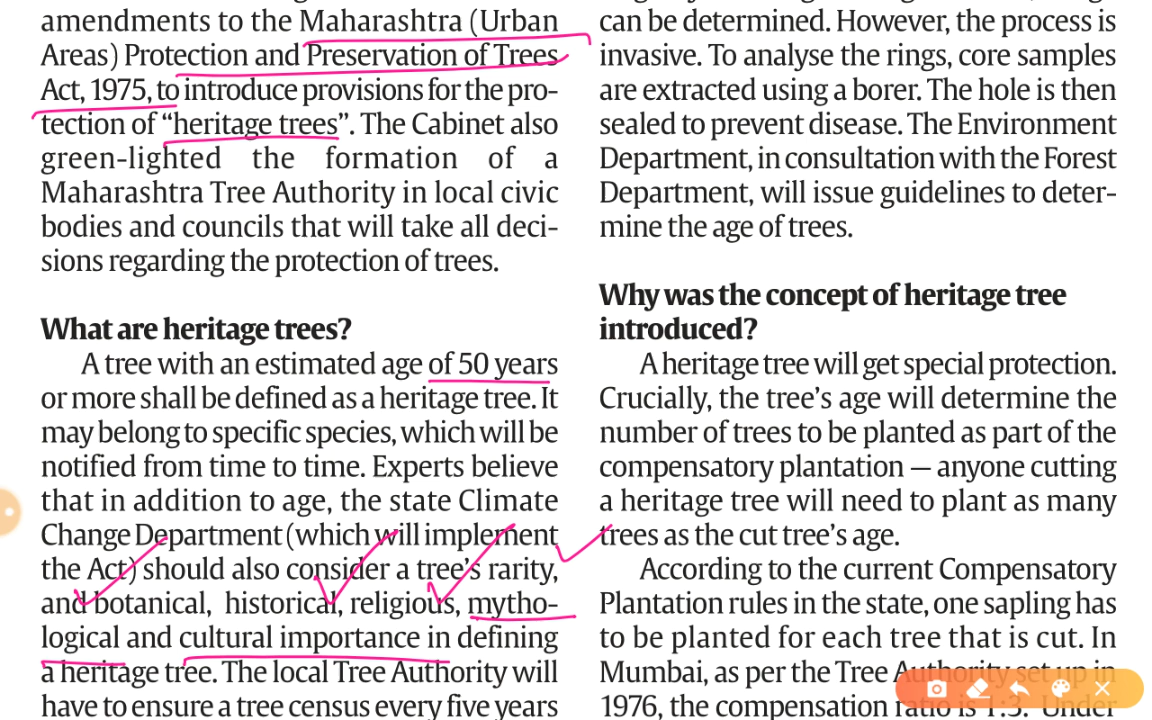 amendments to the Maharashtra (Urban
Areas) Protection and Preservation of Trees
Act, 1975, to introduce provisions for the pro-
tection of “heritage trees”. The Cabinet also
green-lighted the formation of a
Maharashtra Tree Authority in local civic
bodies and councils that will take all deci-
sions regarding the protection of trees.
What are heritage trees?
A tree with an estimated age of 50 years
or more shall be defined as a heritage tree. It
may belong to specific species, which will be
notified from time to time. Experts believe
that in addition to age, the state Climate
Change Department (which will implement
the Act) should also consider a tree’s rarity,
and botanical, historical, religious, mytho-
logical and cultural importance in defining
a heritage tree. The local Tree Authority will
have to ensure a tree census every five years
can be determined. However, the process is
invasive. To analyse the rings, core samples
are extracted using a borer. The hole is then
sealed to prevent disease. The Environment
Department, in consultation with the Forest
Department, will issue guidelines to deter-
mine the age of trees.
Why was the concept of heritage tree
introduced?
A heritage tree will get special protection.
Crucially, the tree’s age will determine the
number of trees to be planted as part of the
compensatory plantation — anyone cutting
a heritage tree will need to plant as many
trees as the cut tree’s age.
According to the current Compensatory
Plantation rules in the state, one sapling has
to be planted for each tree that is cut. In
Mumbai, as per the Tree Authority set up in
1976, the compensation ratio is 1:3. Under